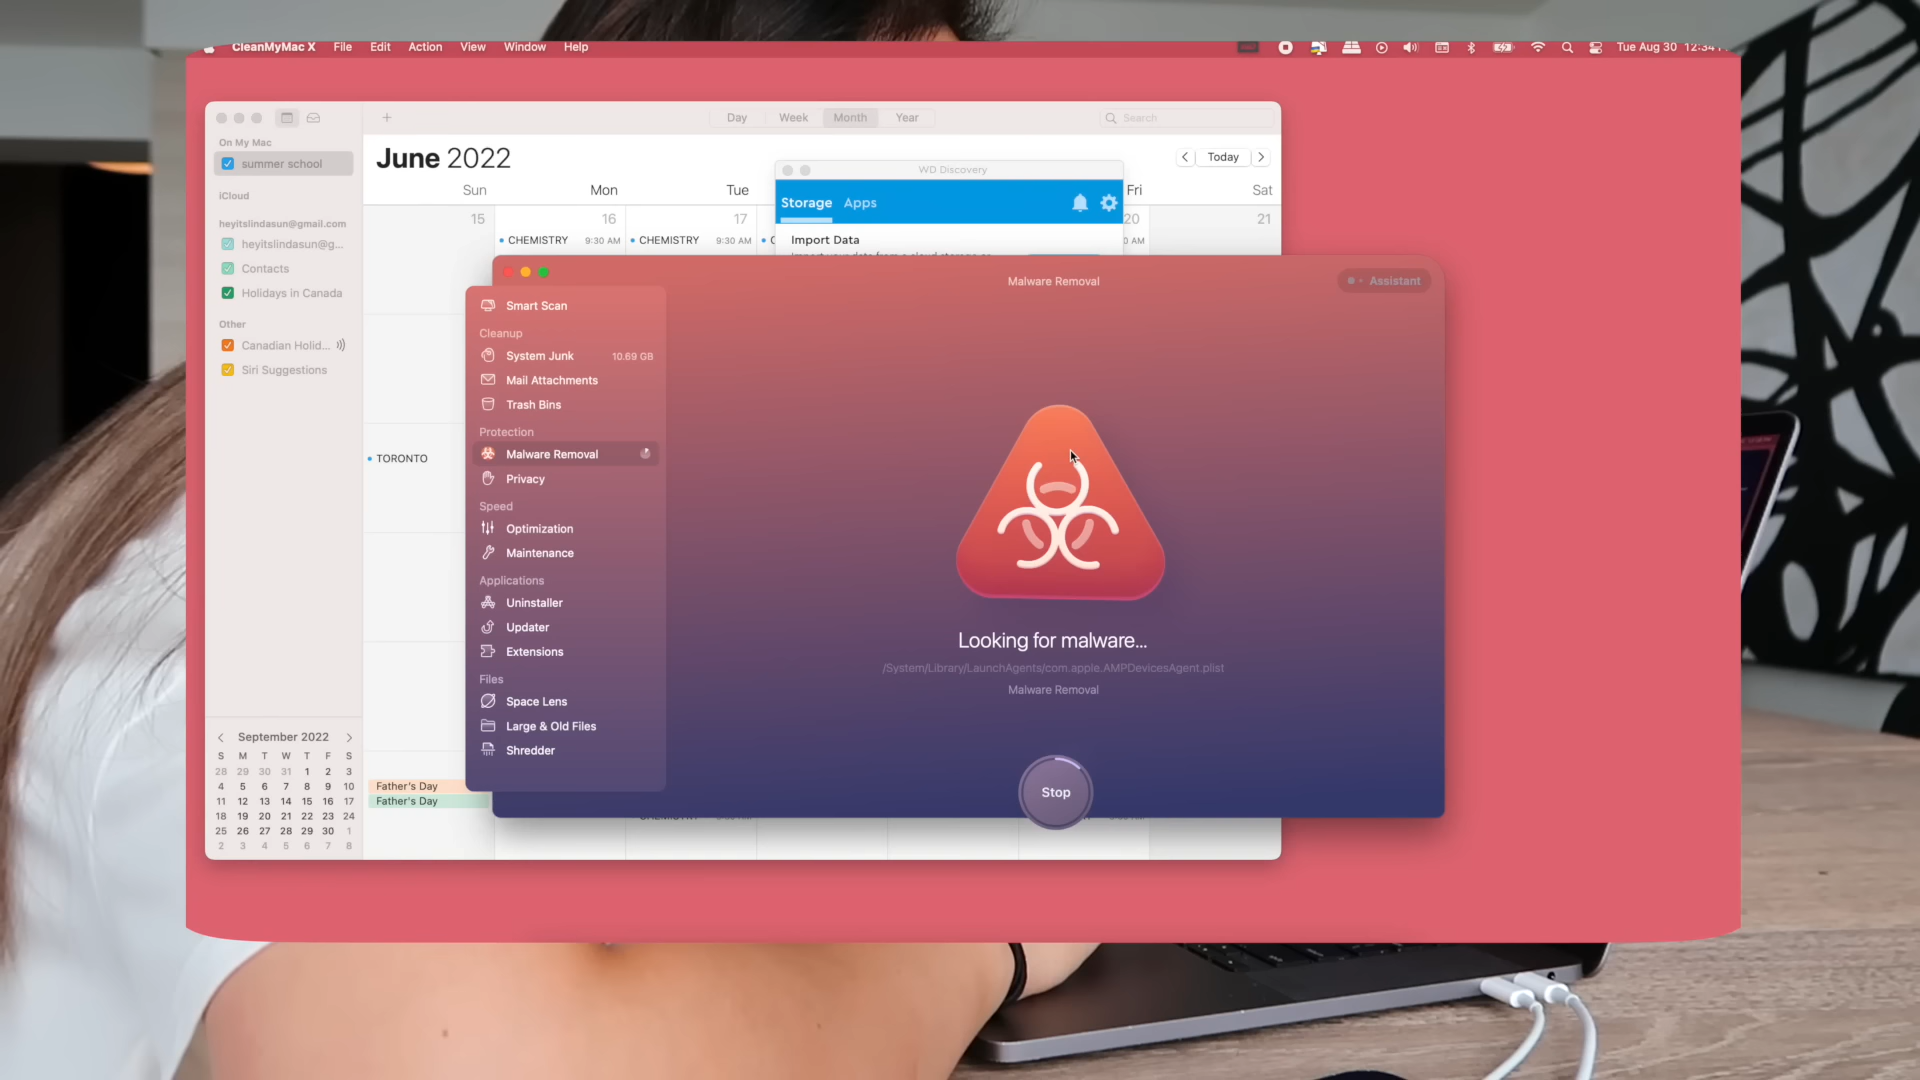 CleanMyMac X File Edit Action View Window Help
Tue Aug 30 12:34
Day Week Month Year
Search
On My Mac
summer school
iCloud
heyitslindasun@gmail.com
heyitslindasun@g...
Contacts
Holidays in Canada
Other
Canadian Holid...
Siri Suggestions
June 2022
Today
Sun Mon Tue Fri Sat
15 16 17 20 21
CHEMISTRY 9:30 AM
CHEMISTRY 9:30 AM
C
0 AM
TORONTO
Father's Day
Father's Day
September 2022
S M T W T F S
28 29 30 31 1 2 3
4 5 6 7 8 9 10
11 12 13 14 15 16 17
18 19 20 21 22 23 24
25 26 27 28 29 30 1
2 3 4 5 6 7 8
WD Discovery
Storage Apps
Import Data
Malware Removal
Assistant
Smart Scan
Cleanup
System Junk 10.69 GB
Mail Attachments
Trash Bins
Protection
Malware Removal
Privacy
Speed
Optimization
Maintenance
Applications
Uninstaller
Updater
Extensions
Files
Space Lens
Large & Old Files
Shredder
Looking for malware...
/System/Library/LaunchAgents/com.apple.AMPDevicesAgent.plist
Malware Removal
Stop